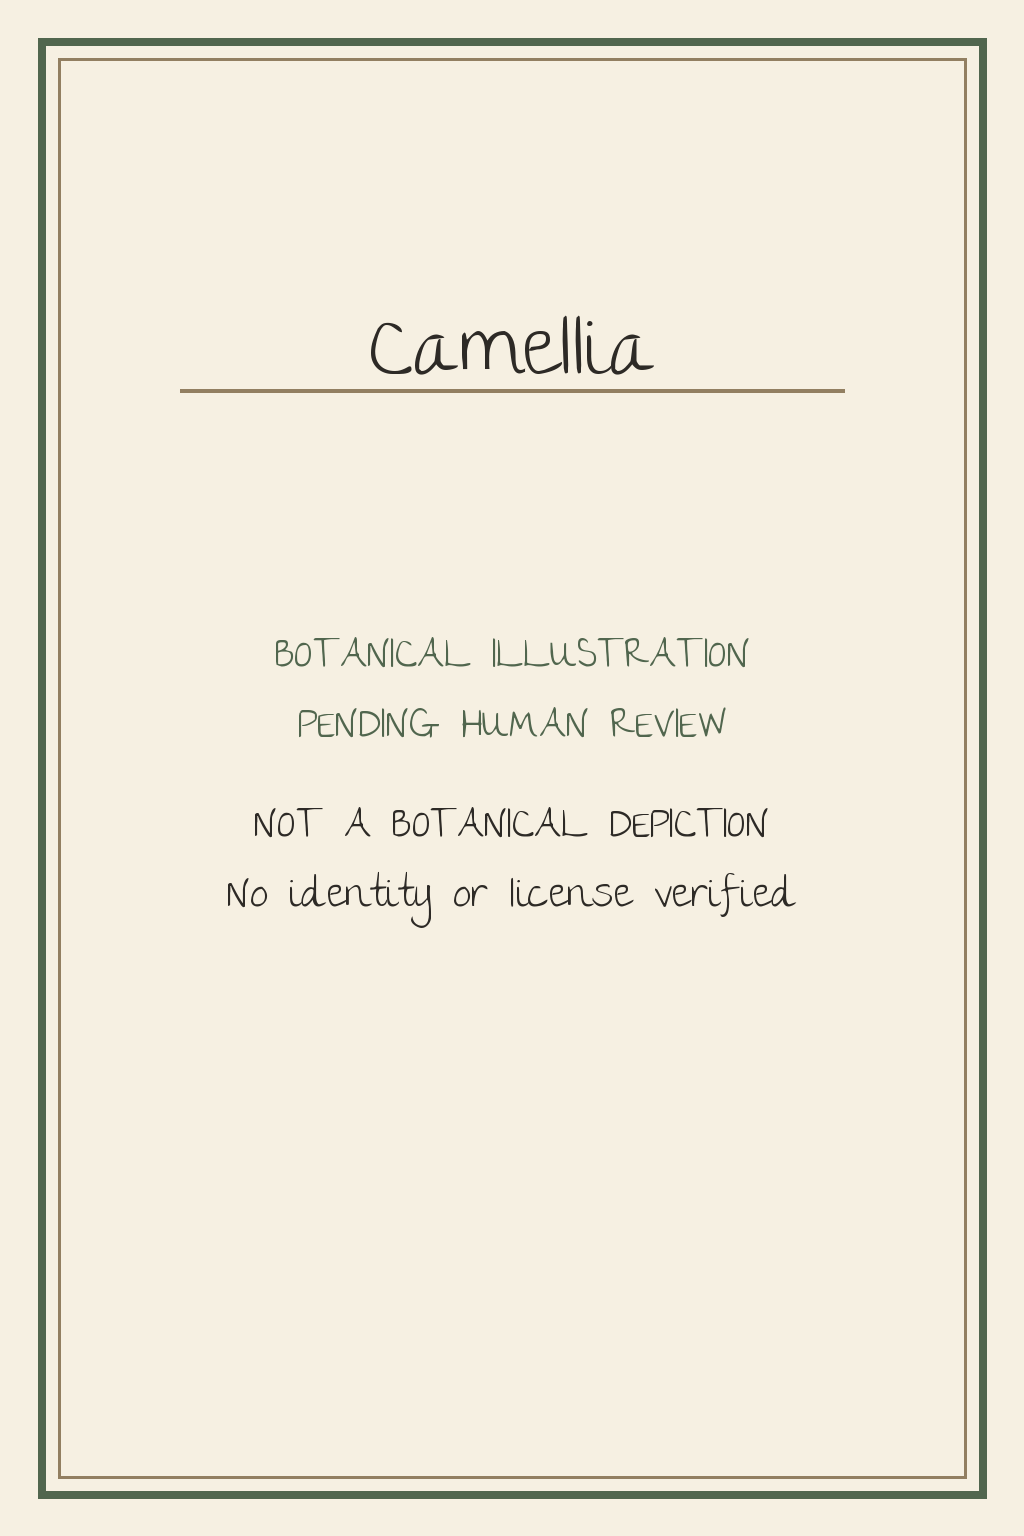 Camellia
BOTANICAL ILLUSTRATION
PENDING HUMAN REVIEW
NOT A BOTANICAL DEPICTION
No identity or license verified